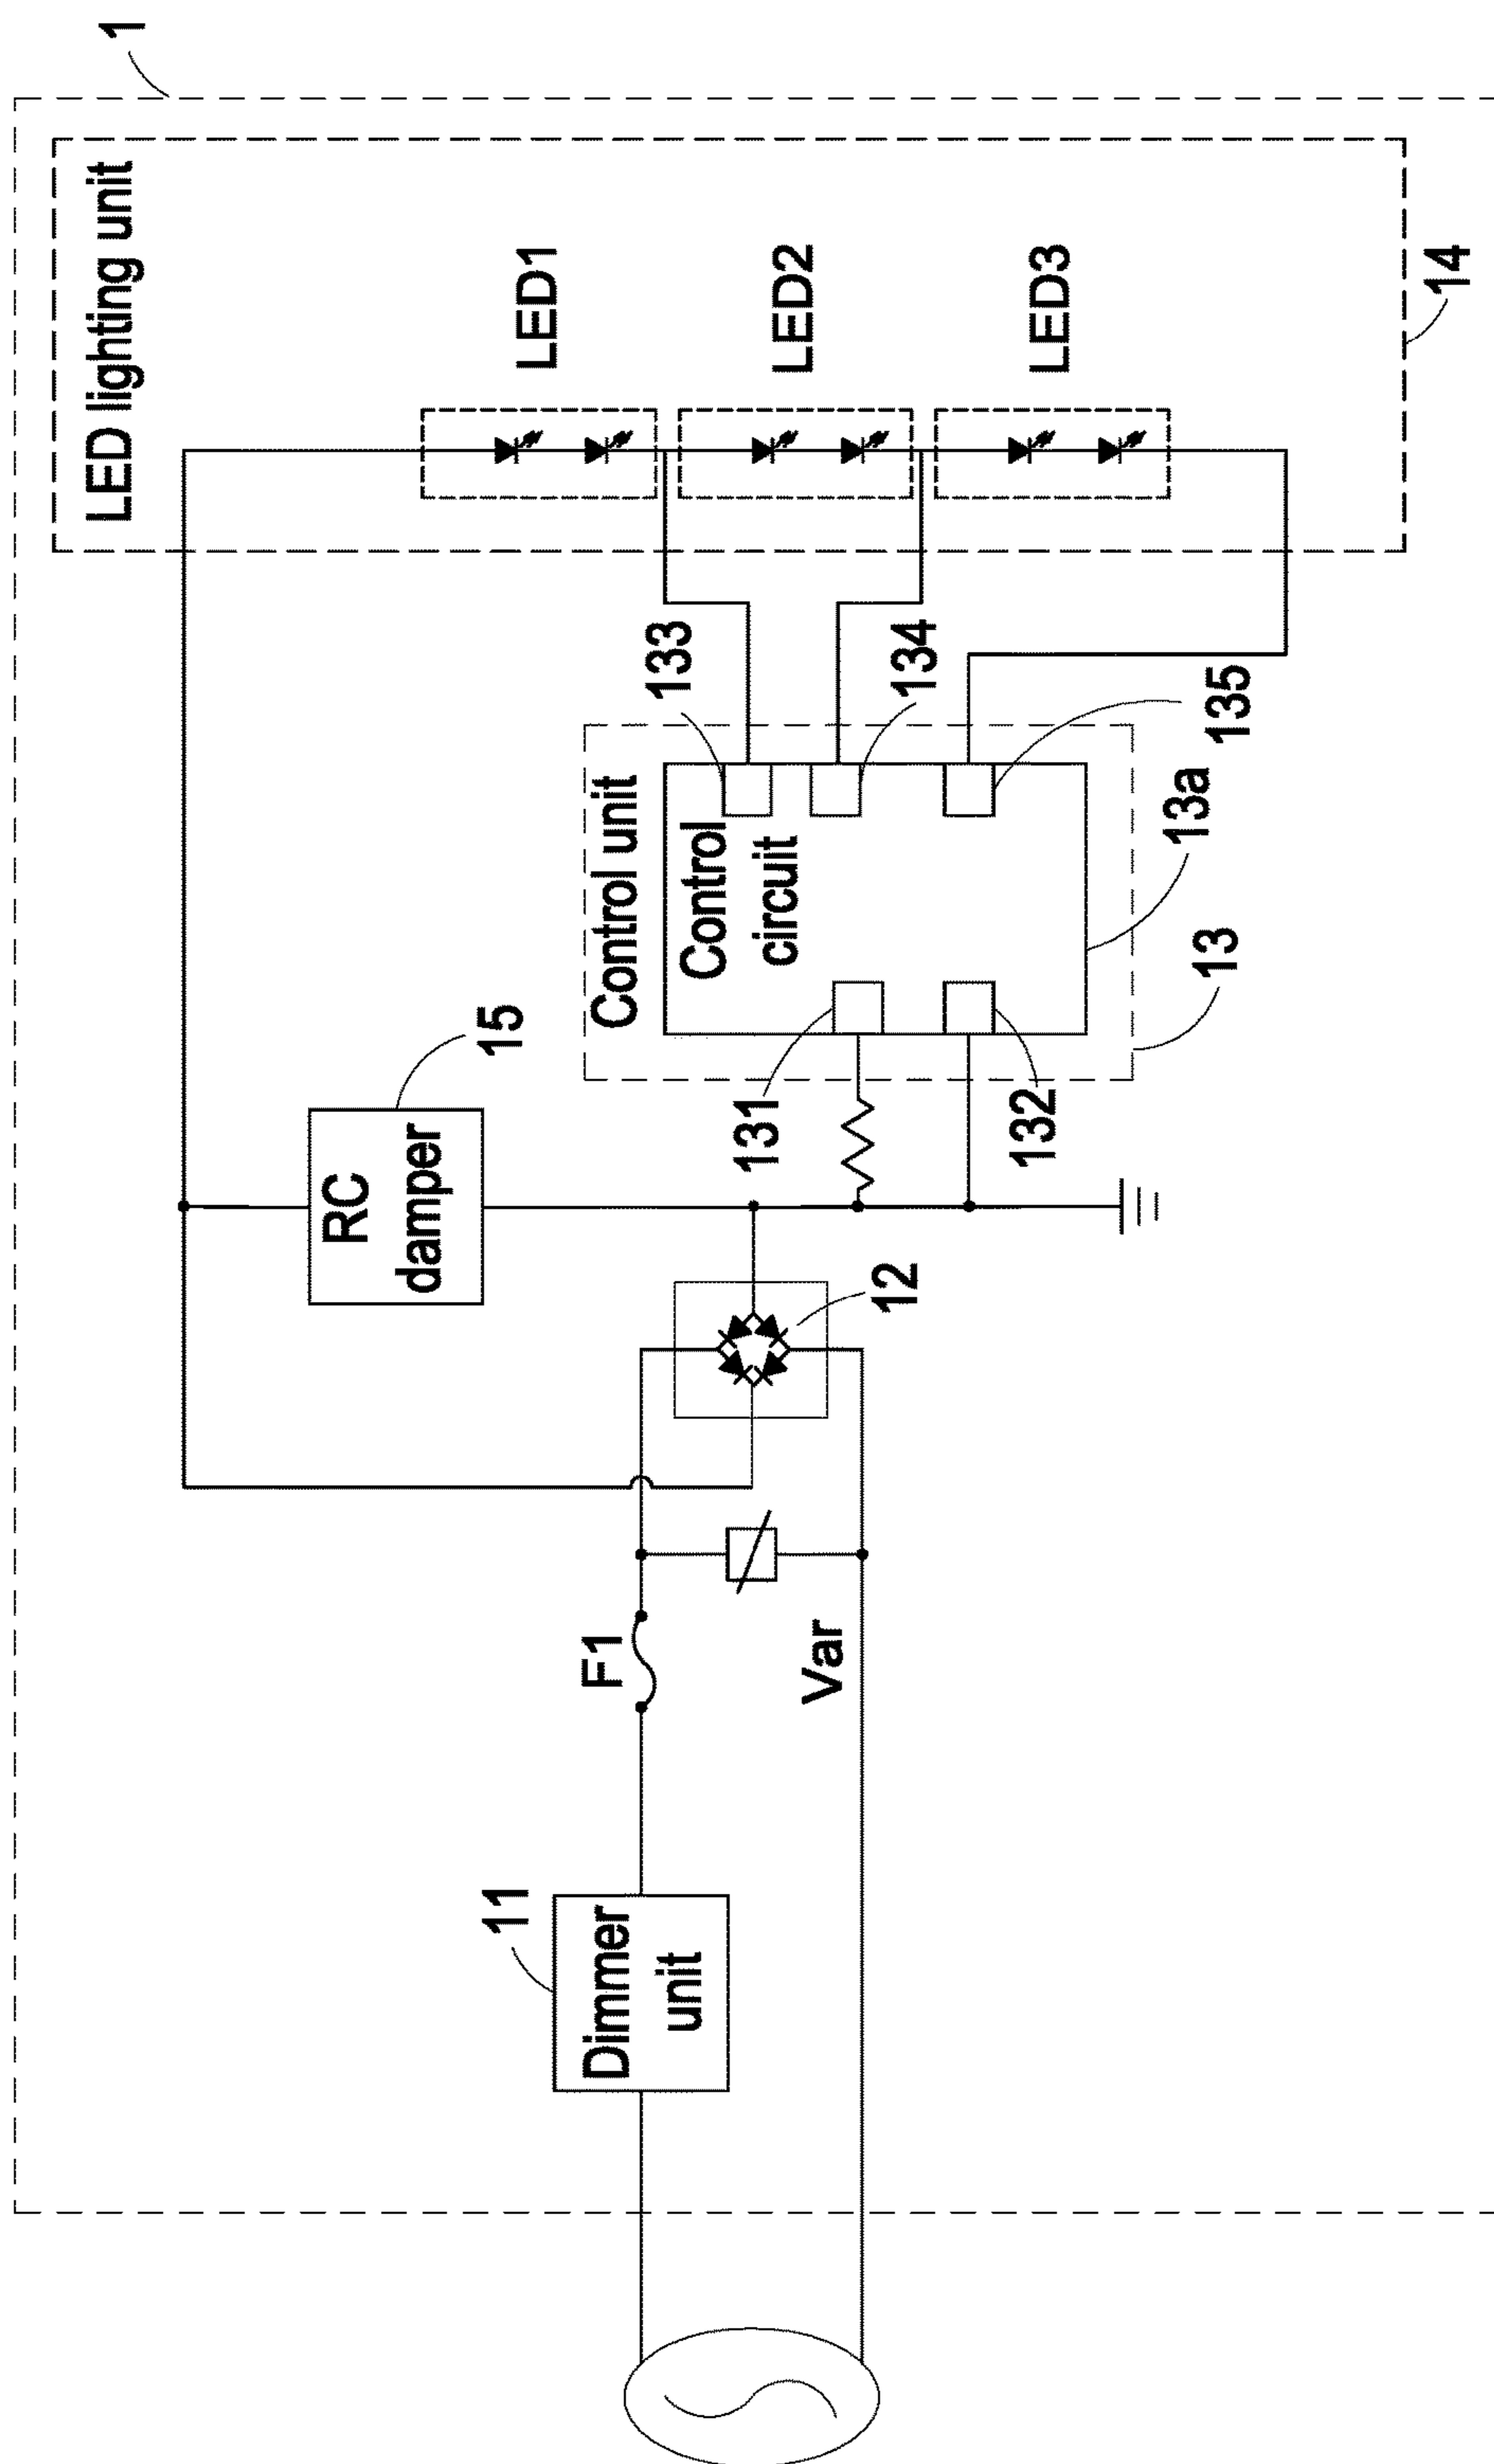 1
LED lighting unit
LED1
LED2
LED3
14
133
134
135
Control unit
Control
circuit
13a
13
131
132
15
RC
damper
12
F1
Var
11
Dimmer
unit